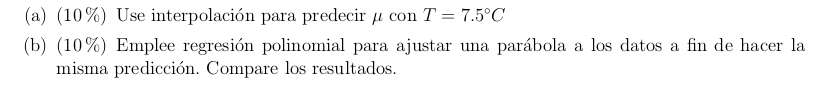 (a) (10 %) Use interpolación para predecir μ con T = 7.5°C
(b) (10 %) Emplee regresión polinomial para ajustar una parábola a los datos a fin de hacer la
misma predicción. Compare los resultados.